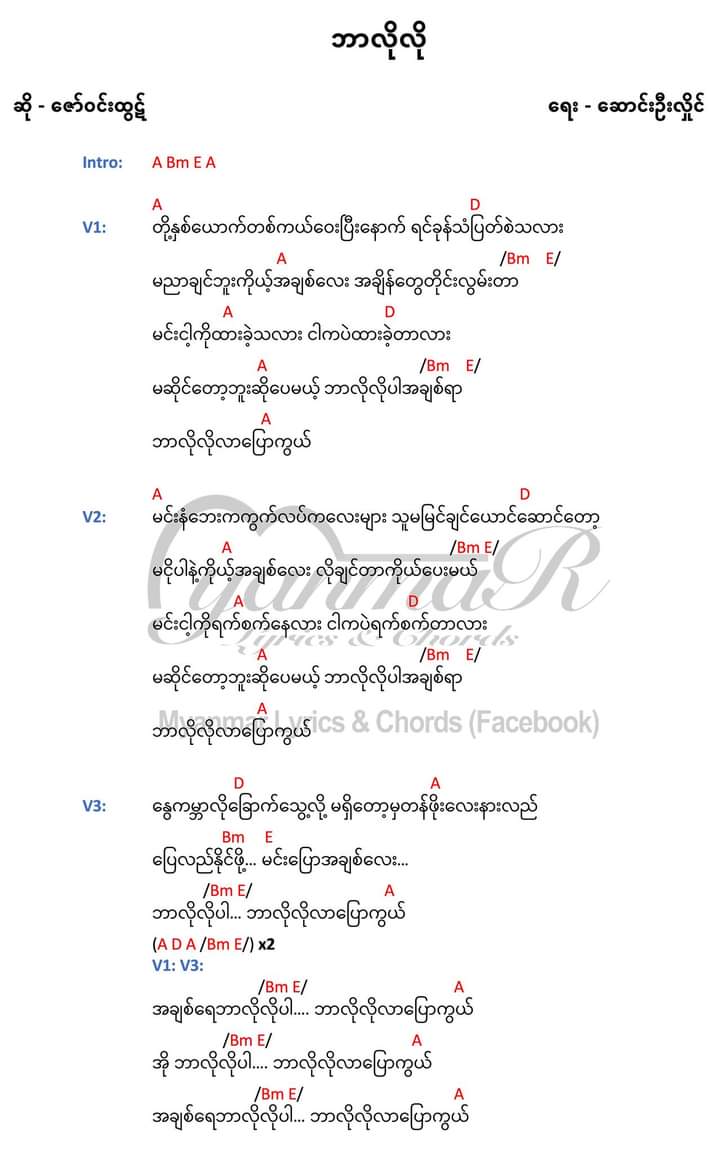 ဘာလိုလို
ဆို - ဇော်ဝင်းထွဋ် ရေး - ဆောင်းဦးလှိုင်
Intro: A Bm E A
A D
V1: တို့နှစ်ယောက်တစ်ကယ်ဝေးပြီးနောက် ရင်ခုန်သံပြတ်စဲသလား
A /Bm E/
မညာချင်ဘူးကိုယ့်အချစ်လေး အချိန်တွေတိုင်းလွမ်းတာ
A D
မင်းငါ့ကိုထားခဲ့သလား ငါကပဲထားခဲ့တာလား
A /Bm E/
မဆိုင်တော့ဘူးဆိုပေမယ့် ဘာလိုလိုပါအချစ်ရာ
A
ဘာလိုလိုလာပြောကွယ်
A D
V2: မင်းနံဘေးကကွက်လပ်ကလေးများ သူမမြင်ချင်ယောင်ဆောင်တော့
A /Bm E/
မငိုပါနဲ့ကိုယ့်အချစ်လေး လိုချင်တာကိုယ်ပေးမယ်
A D
မင်းငါ့ကိုရက်စက်နေလား ငါကပဲရက်စက်တာလား
A /Bm E/
မဆိုင်တော့ဘူးဆိုပေမယ့် ဘာလိုလိုပါအချစ်ရာ
A
ဘာလိုလိုလာပြောကွယ်
MyanmaR
Lyrics & Chords
Myanmar Lyrics & Chords (Facebook)
D A
V3: နွေကမ္ဘာလိုခြောက်သွေ့လို့ မရှိတော့မှတန်ဖိုးလေးနားလည်
Bm E
ပြေလည်နိုင်ဖို့... မင်းပြောအချစ်လေး...
/Bm E/ A
ဘာလိုလိုပါ... ဘာလိုလိုလာပြောကွယ်
(A D A /Bm E/) x2
V1: V3:
/Bm E/ A
အချစ်ရေဘာလိုလိုပါ.... ဘာလိုလိုလာပြောကွယ်
/Bm E/ A
အို ဘာလိုလိုပါ.... ဘာလိုလိုလာပြောကွယ်
/Bm E/ A
အချစ်ရေဘာလိုလိုပါ... ဘာလိုလိုလာပြောကွယ်